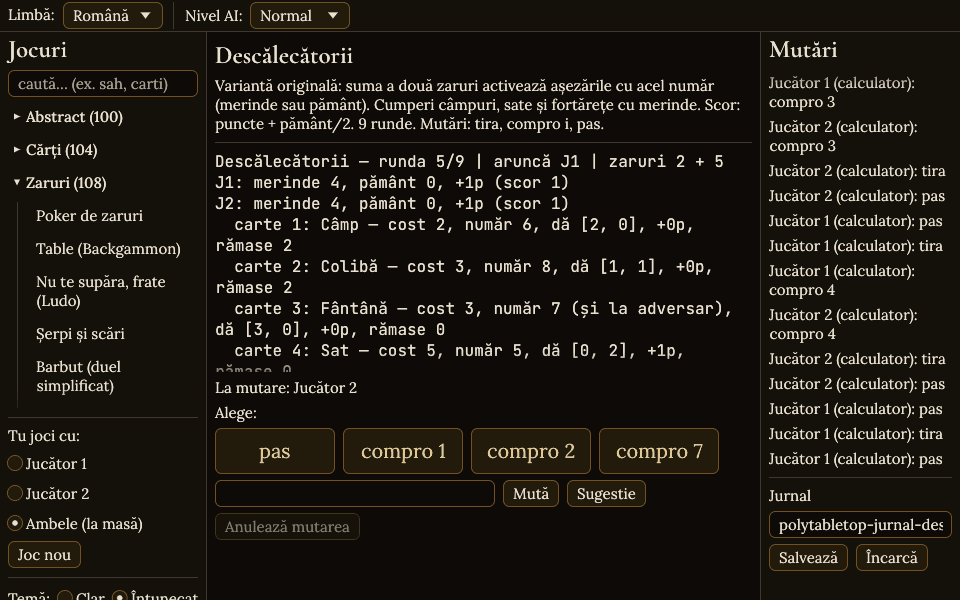 Limbă:
Română
Nivel AI:
Normal
Jocuri
caută... (ex. sah, carti)
Abstract (100)
Cărți (104)
Zaruri (108)
Poker de zaruri
Table (Backgammon)
Nu te supăra, frate
(Ludo)
Șerpi și scări
Barbut (duel
simplificat)
Tu joci cu:
Jucător 1
Jucător 2
Ambele (la masă)
Joc nou
Temă:
Clar
Întunecat
Descălecătorii
Variantă originală: suma a două zaruri activează așezările cu acel număr
(merinde sau pământ). Cumperi câmpuri, sate și fortărețe cu merinde. Scor:
puncte + pământ/2. 9 runde. Mutări: tira, compro i, pas.
Descălecătorii — runda 5/9 | aruncă J1 | zaruri 2 + 5
J1: merinde 4, pământ 0, +1p (scor 1)
J2: merinde 4, pământ 0, +1p (scor 1)
carte 1: Câmp — cost 2, număr 6, dă [2, 0], +0p,
rămase 2
carte 2: Colibă — cost 3, număr 8, dă [1, 1], +0p,
rămase 2
carte 3: Fântână — cost 3, număr 7 (și la adversar),
dă [3, 0], +0p, rămase 0
carte 4: Sat — cost 5, număr 5, dă [0, 2], +1p,
rămase 0
La mutare: Jucător 2
Alege:
pas
compro 1
compro 2
compro 7
Mută
Sugestie
Anulează mutarea
Mutări
Jucător 1 (calculator):
compro 3
Jucător 2 (calculator):
compro 3
Jucător 2 (calculator): tira
Jucător 2 (calculator): pas
Jucător 1 (calculator): pas
Jucător 1 (calculator): tira
Jucător 1 (calculator):
compro 4
Jucător 2 (calculator):
compro 4
Jucător 2 (calculator): tira
Jucător 2 (calculator): pas
Jucător 1 (calculator): pas
Jucător 1 (calculator): tira
Jucător 1 (calculator): pas
Jurnal
polytabletop-jurnal-des
Salvează
Încarcă